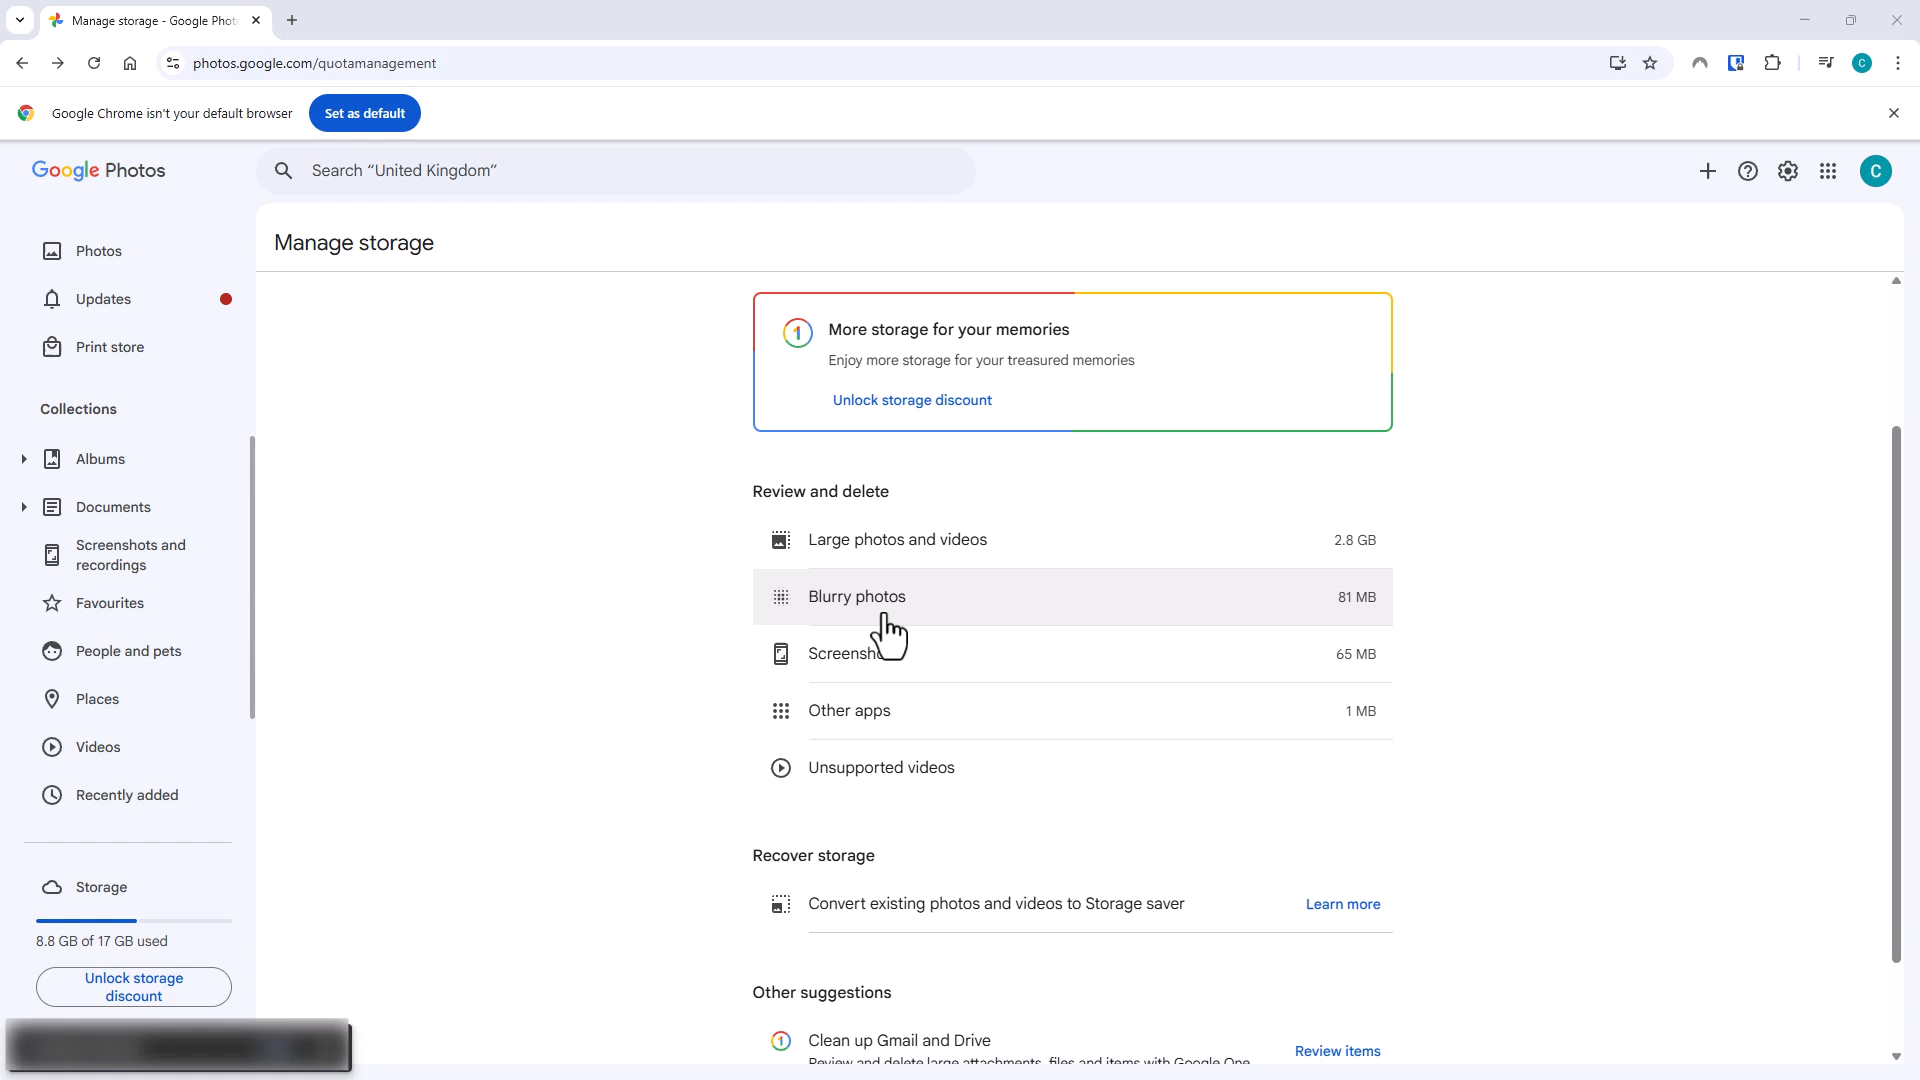 Manage storage - Google Phot
photos.google.com/quotamanagement
C
Google Chrome isn't your default browser
Set as default
Google Photos
Search “United Kingdom”
C
Photos
Updates
Print store
Collections
Albums
Documents
Screenshots and
recordings
Favourites
People and pets
Places
Videos
Recently added
Storage
8.8 GB of 17 GB used
Unlock storage
discount
Manage storage
1
More storage for your memories
Enjoy more storage for your treasured memories
Unlock storage discount
Review and delete
Large photos and videos 2.8 GB
Blurry photos 81 MB
Screensho 65 MB
Other apps 1 MB
Unsupported videos
Recover storage
Convert existing photos and videos to Storage saver Learn more
Other suggestions
1
Clean up Gmail and Drive
Review items
Review and delete large attachments, files and items with Google One